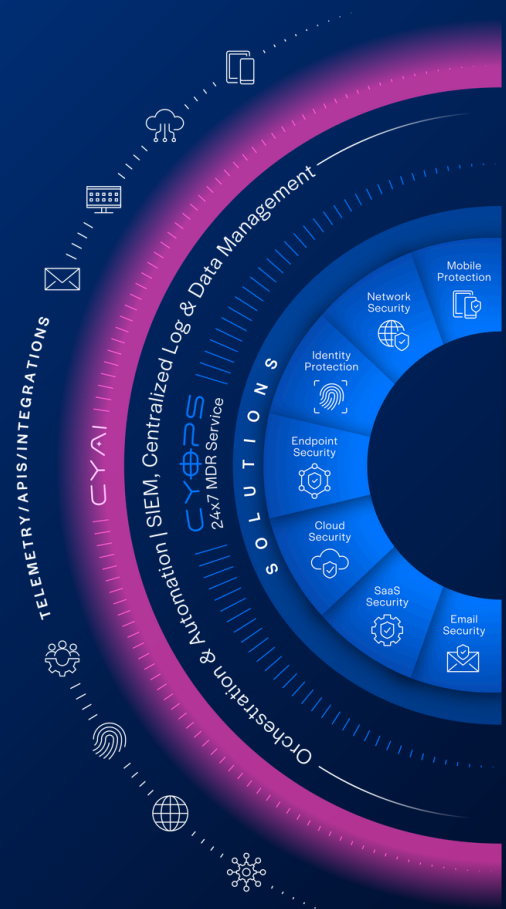 TELEMETRY/APIS/INTEGRATIONS
CYAI
Orchestration & Automation | SIEM, Centralized Log & Data Management
CYOPS
24x7 MDR Service
SOLUTIONS
Mobile
Protection
Network
Security
Identity
Protection
Endpoint
Security
Cloud
Security
SaaS
Security
Email
Security